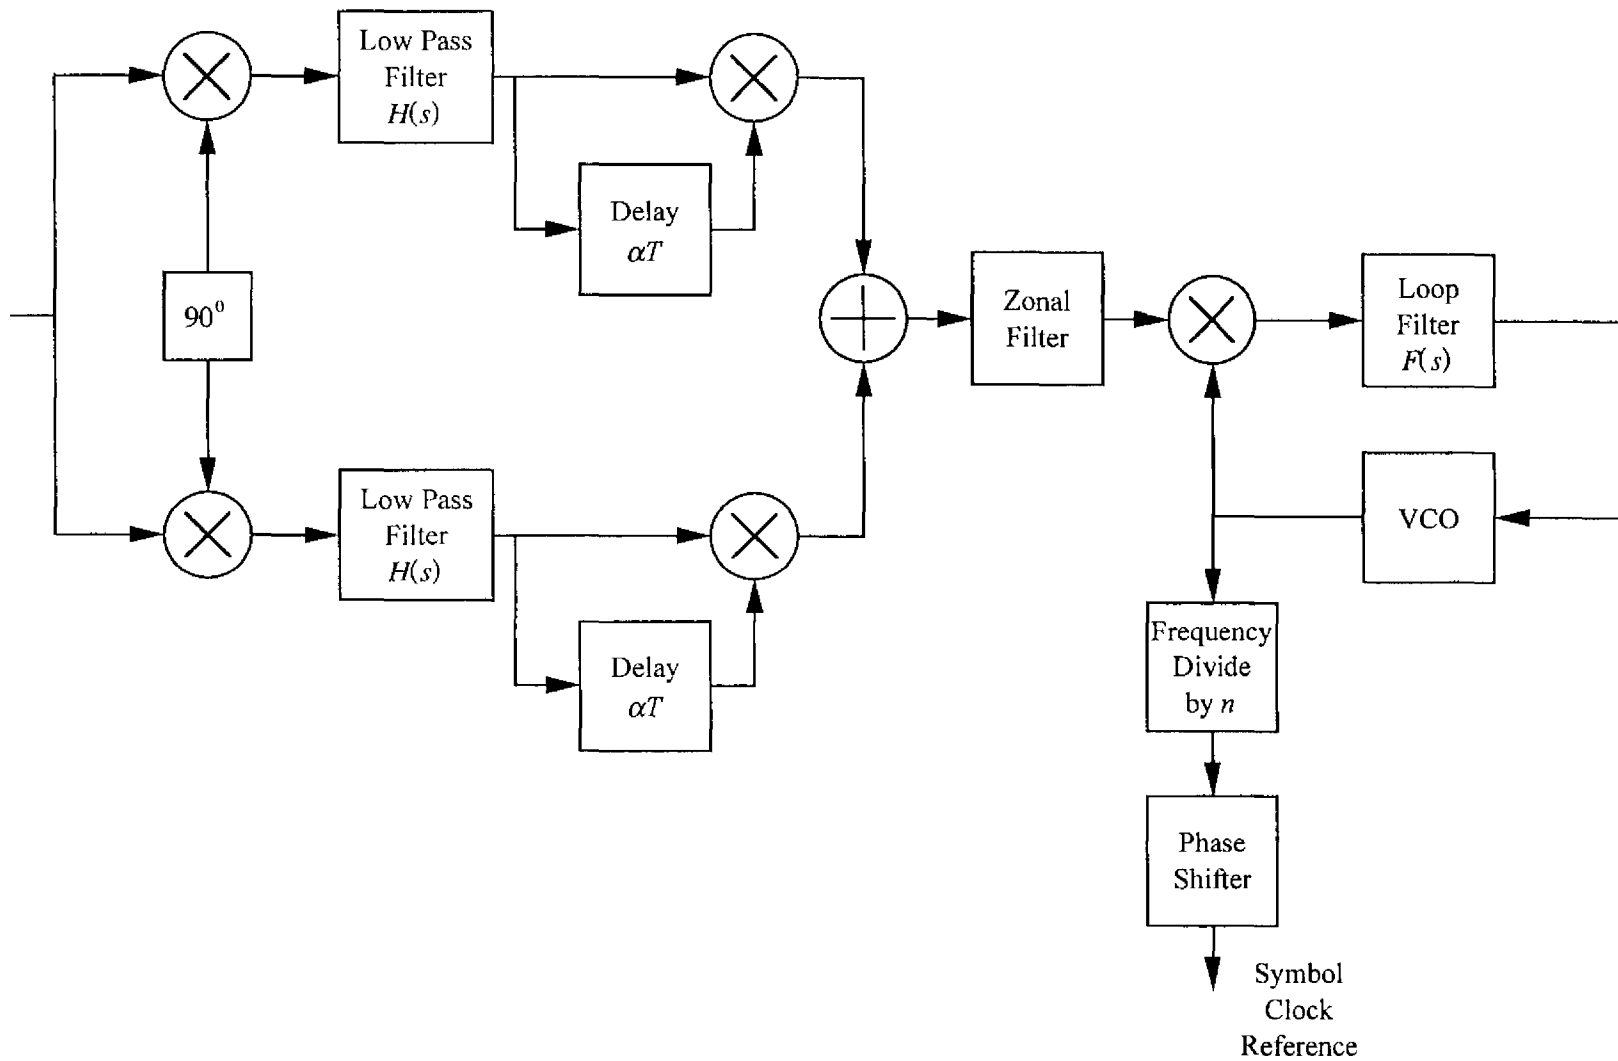 Low Pass
Filter
H(s)
Delay
αT
90⁰
Zonal
Filter
Loop
Filter
F(s)
Low Pass
Filter
H(s)
VCO
Delay
αT
Frequency
Divide
by n
Phase
Shifter
Symbol
Clock
Reference